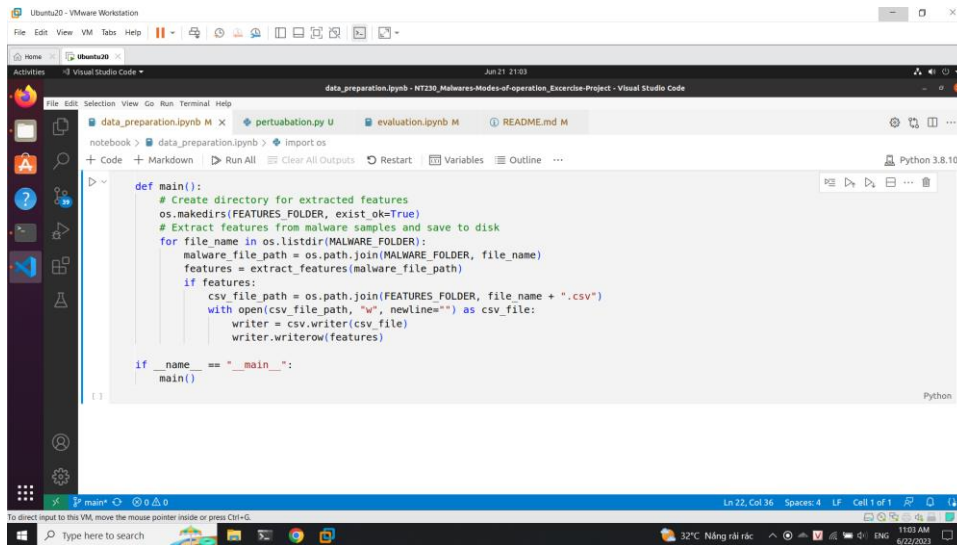 Ubuntu20 - VMware Workstation
File Edit View VM Tabs Help
Home
Ubuntu20
Activities
Visual Studio Code
Jun 21 21:03
data_preparation.ipynb - NT230_Malwares-Modes-of-operation_Excercise-Project - Visual Studio Code
File Edit Selection View Go Run Terminal Help
data_preparation.ipynb M
pertuabation.py U
evaluation.ipynb M
README.md M
notebook > data_preparation.ipynb > import os
+ Code + Markdown Run All Clear All Outputs Restart Variables Outline ...
Python 3.8.10
def main():
# Create directory for extracted features
os.makedirs(FEATURES_FOLDER, exist_ok=True)
# Extract features from malware samples and save to disk
for file_name in os.listdir(MALWARE_FOLDER):
malware_file_path = os.path.join(MALWARE_FOLDER, file_name)
features = extract_features(malware_file_path)
if features:
csv_file_path = os.path.join(FEATURES_FOLDER, file_name + ".csv")
with open(csv_file_path, "w", newline="") as csv_file:
writer = csv.writer(csv_file)
writer.writerow(features)
if __name__ == "__main__":
main()
[ ]
Python
main*
0 0
Ln 22, Col 36 Spaces: 4 LF Cell 1 of 1
To direct input to this VM, move the mouse pointer inside or press Ctrl+G.
Type here to search
32°C Nắng rải rác
ENG
11:03 AM
6/22/2023